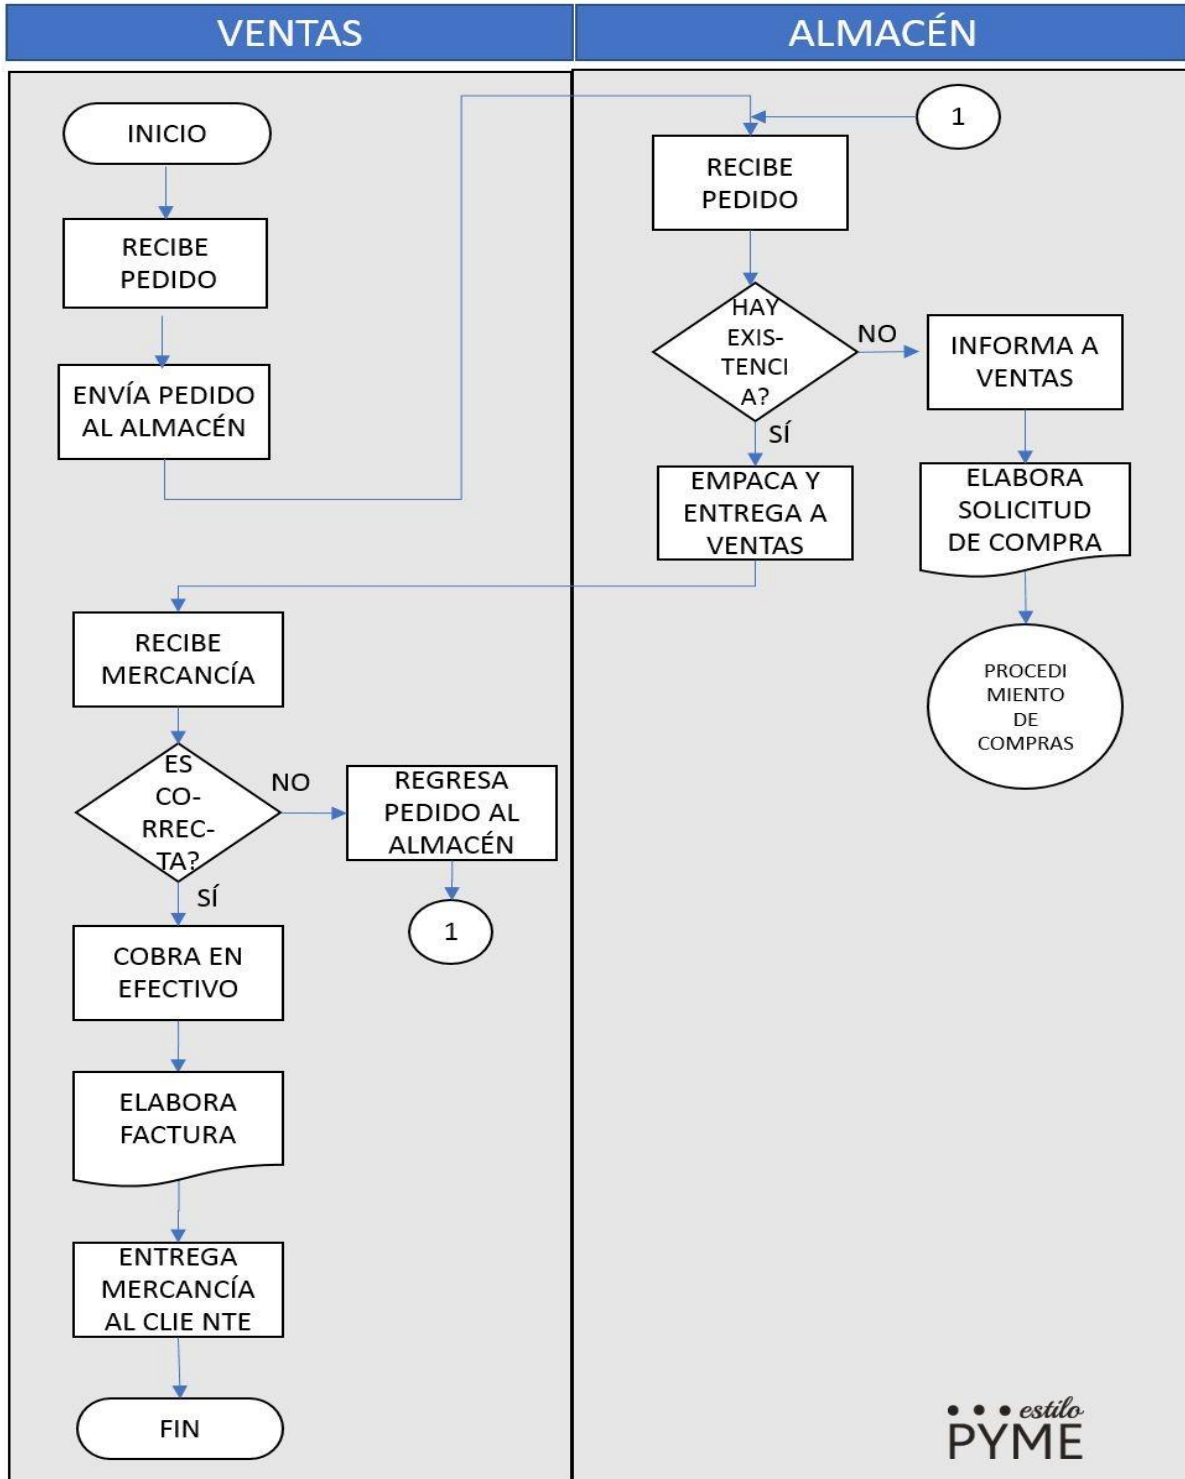 VENTAS
ALMACÉN
INICIO
RECIBE
PEDIDO
ENVÍA PEDIDO
AL ALMACÉN
1
RECIBE
PEDIDO
HAY
EXIS-
TENCI
A?
NO
INFORMA A
VENTAS
SÍ
EMPACA Y
ENTREGA A
VENTAS
ELABORA
SOLICITUD
DE COMPRA
PROCEDI
MIENTO
DE
COMPRAS
RECIBE
MERCANCÍA
ES
CO-
RREC-
TA?
NO
REGRESA
PEDIDO AL
ALMACÉN
1
SÍ
COBRA EN
EFECTIVO
ELABORA
FACTURA
ENTREGA
MERCANCÍA
AL CLIE NTE
FIN
estilo
PYME